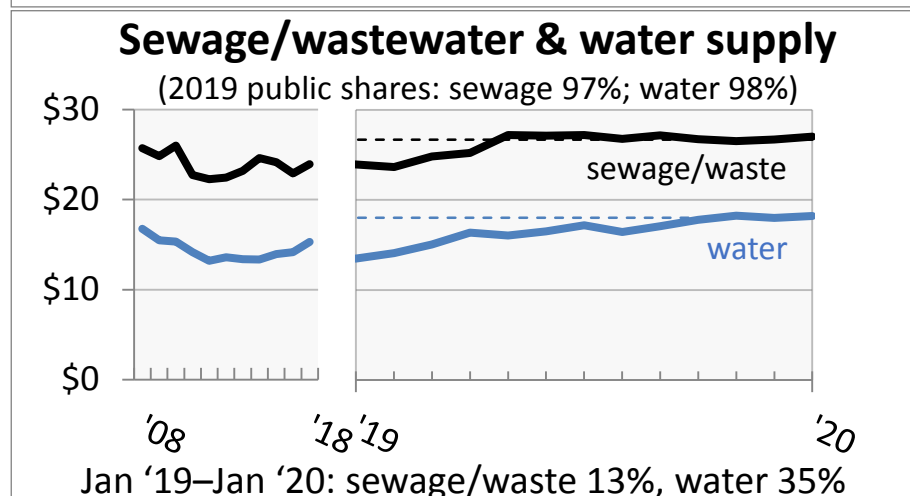 Sewage/wastewater & water supply
(2019 public shares: sewage 97%; water 98%)
$30
sewage/waste
$20
water
$10
$0
'08
'18
'19
'20
Jan ‘19–Jan ‘20: sewage/waste 13%, water 35%